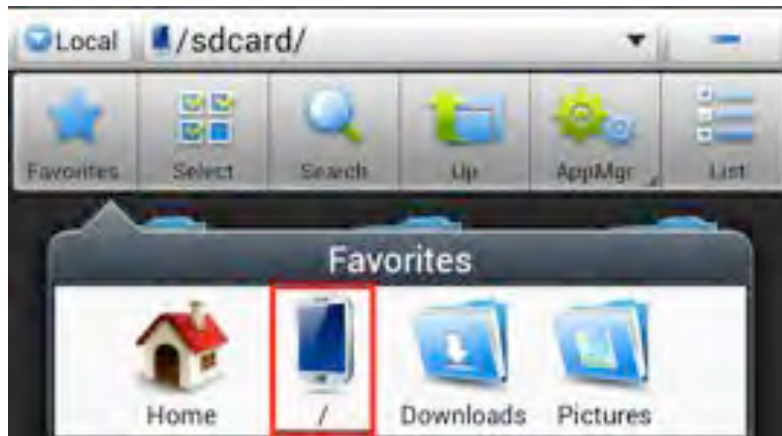 Local /sdcard/
Favorites Select Search Up AppMgr List
Favorites
Home / Downloads Pictures